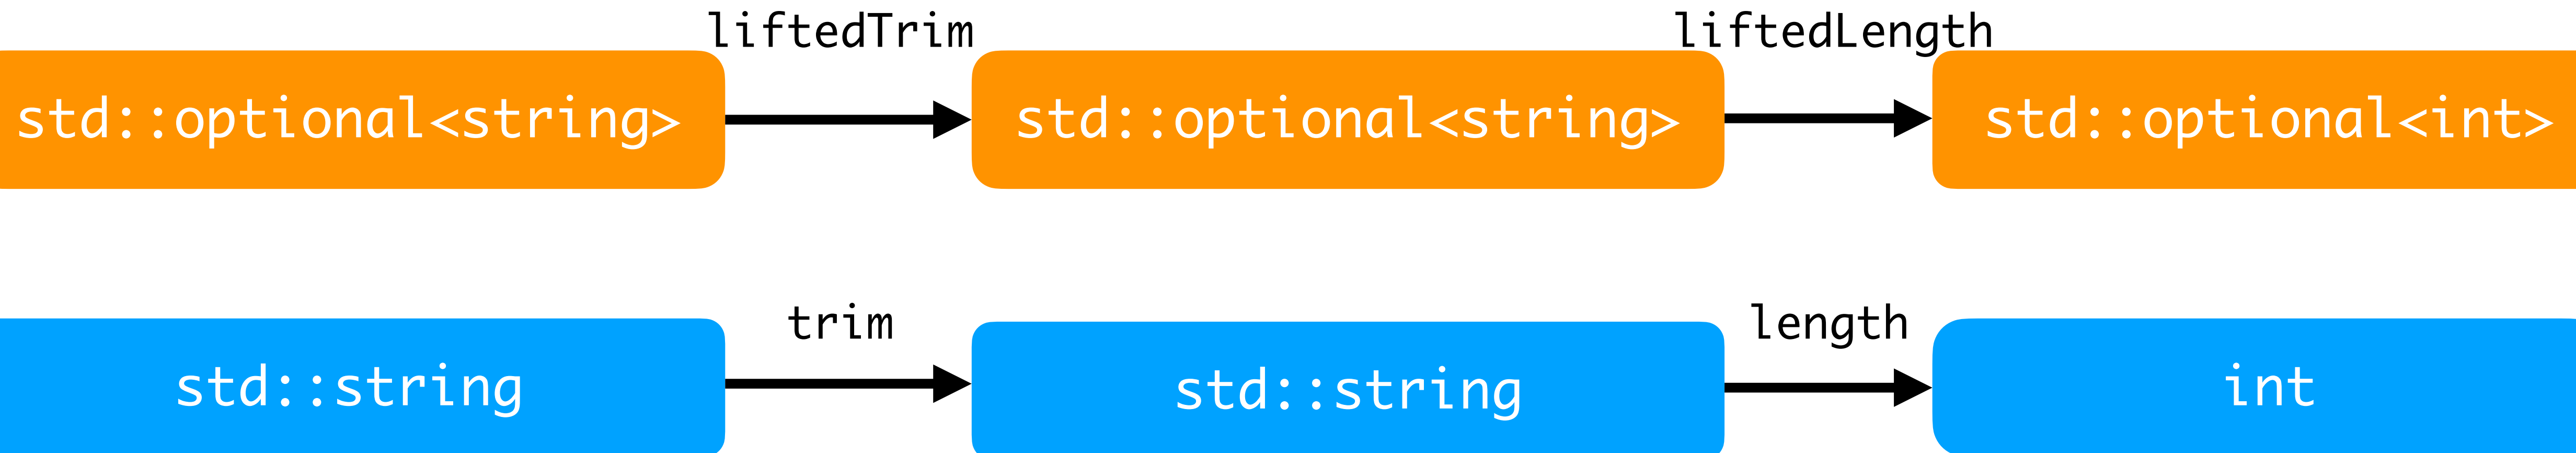 liftedTrim liftedLength
std::optional<string> std::optional<string> std::optional<int>
trim length
std::string std::string int